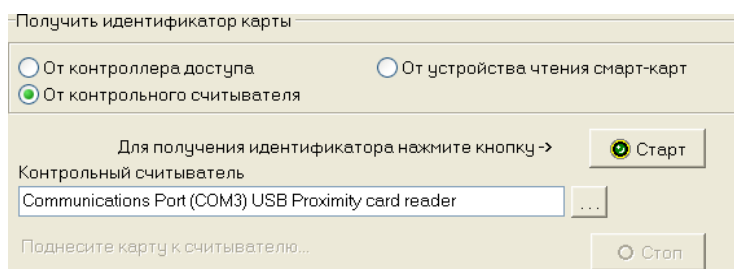 Получить идентификатор карты
От контроллера доступа От устройства чтения смарт-карт
От контрольного считывателя
Для получения идентификатора нажмите кнопку -> Старт
Контрольный считыватель
Communications Port (COM3) USB Proximity card reader ...
Поднесите карту к считывателю... Стоп